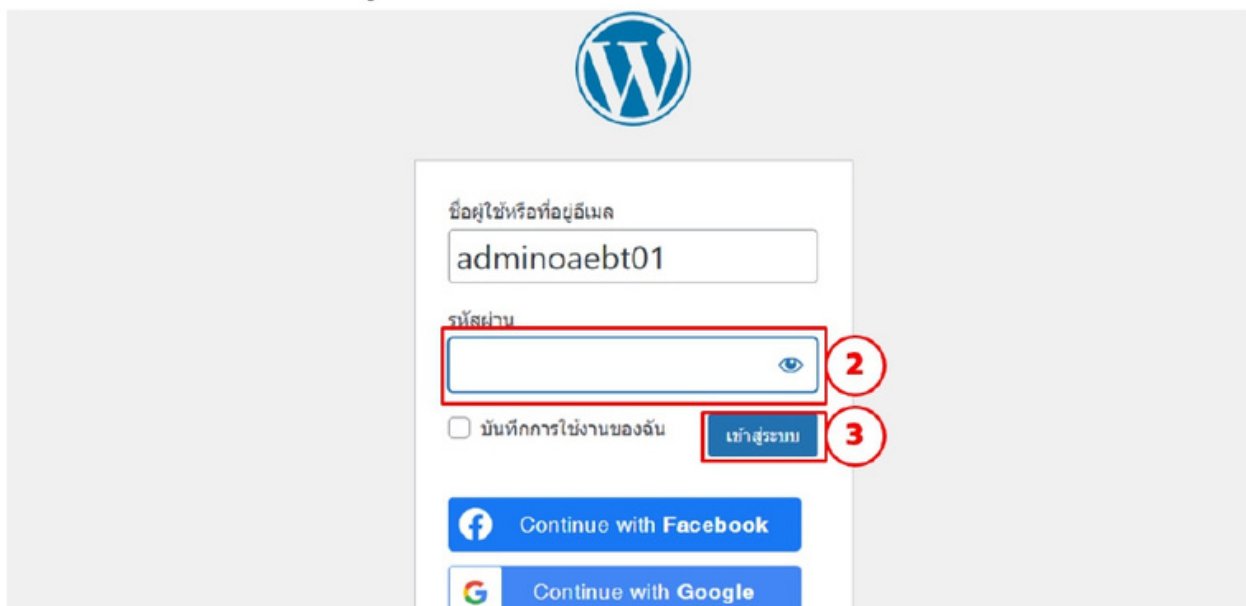 ชื่อผู้ใช้หรือที่อยู่อีเมล
adminoaebt01
รหัสผ่าน
2
บันทึกการใช้งานของฉัน
เข้าสู่ระบบ
3
Continue with Facebook
G
Continue with Google